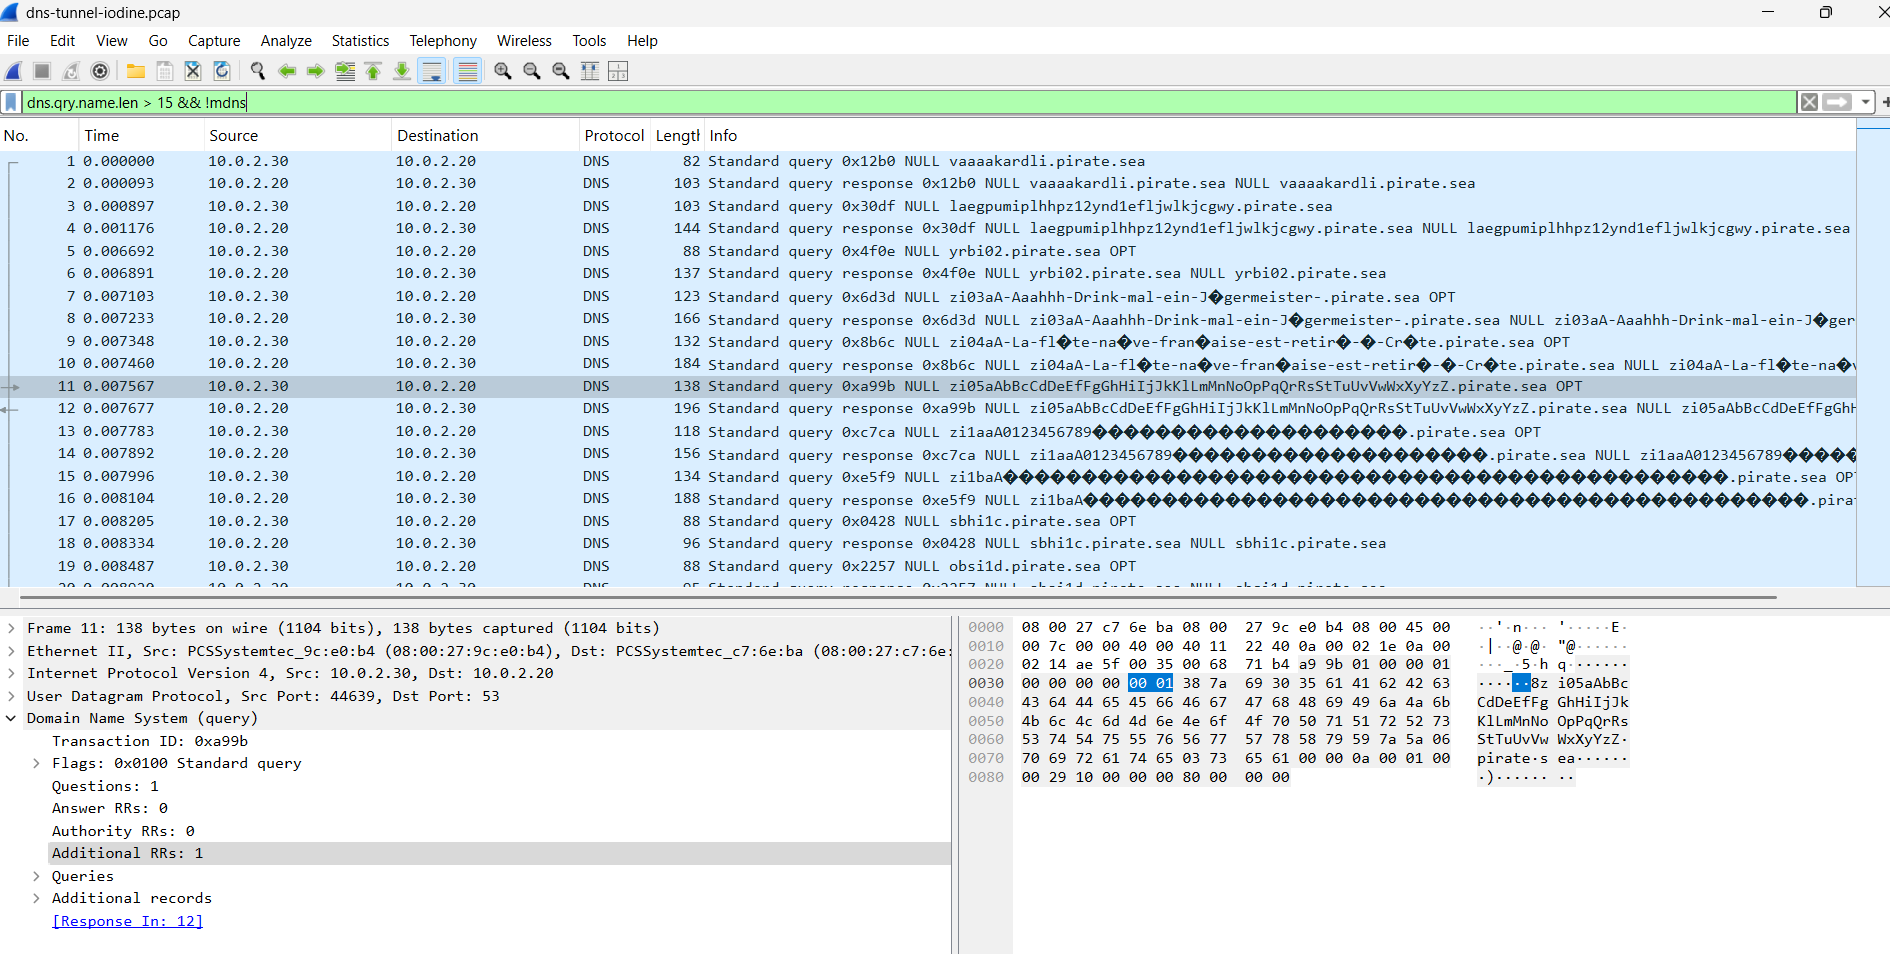 dns-tunnel-iodine.pcap
File Edit View Go Capture Analyze Statistics Telephony Wireless Tools Help
dns.qry.name.len > 15 && !mdns
No. Time Source Destination Protocol Lengtl Info
1 0.000000 10.0.2.30 10.0.2.20 DNS 82 Standard query 0x12b0 NULL vaaaakardli.pirate.sea
2 0.000093 10.0.2.20 10.0.2.30 DNS 103 Standard query response 0x12b0 NULL vaaaakardli.pirate.sea NULL vaaaakardli.pirate.sea
3 0.000897 10.0.2.30 10.0.2.20 DNS 103 Standard query 0x30df NULL laegpumiplhhpz12ynd1efljwlkjcgwy.pirate.sea
4 0.001176 10.0.2.20 10.0.2.30 DNS 144 Standard query response 0x30df NULL laegpumiplhhpz12ynd1efljwlkjcgwy.pirate.sea NULL laegpumiplhhpz12ynd1efljwlkjcgwy.pirate.sea
5 0.006692 10.0.2.30 10.0.2.20 DNS 88 Standard query 0x4f0e NULL yrbi02.pirate.sea OPT
6 0.006891 10.0.2.20 10.0.2.30 DNS 137 Standard query response 0x4f0e NULL yrbi02.pirate.sea NULL yrbi02.pirate.sea
7 0.007103 10.0.2.30 10.0.2.20 DNS 123 Standard query 0x6d3d NULL zi03aA-Aaahhh-Drink-mal-ein-J�germeister-.pirate.sea OPT
8 0.007233 10.0.2.20 10.0.2.30 DNS 166 Standard query response 0x6d3d NULL zi03aA-Aaahhh-Drink-mal-ein-J�germeister-.pirate.sea NULL zi03aA-Aaahhh-Drink-mal-ein-J�ger
9 0.007348 10.0.2.30 10.0.2.20 DNS 132 Standard query 0x8b6c NULL zi04aA-La-fl�te-na�ve-fran�aise-est-retir�-�-Cr�te.pirate.sea OPT
10 0.007460 10.0.2.20 10.0.2.30 DNS 184 Standard query response 0x8b6c NULL zi04aA-La-fl�te-na�ve-fran�aise-est-retir�-�-Cr�te.pirate.sea NULL zi04aA-La-fl�te-na�v
11 0.007567 10.0.2.30 10.0.2.20 DNS 138 Standard query 0xa99b NULL zi05aAbBcCdDeEfFgGhHiIjJkKlLmMnNoOpPqQrRsStTuUvVwWxXyYzZ.pirate.sea OPT
12 0.007677 10.0.2.20 10.0.2.30 DNS 196 Standard query response 0xa99b NULL zi05aAbBcCdDeEfFgGhHiIjJkKlLmMnNoOpPqQrRsStTuUvVwWxXyYzZ.pirate.sea NULL zi05aAbBcCdDeEfFgGhH
13 0.007783 10.0.2.30 10.0.2.20 DNS 118 Standard query 0xc7ca NULL zi1aaA0123456789��������������������.pirate.sea OPT
14 0.007892 10.0.2.20 10.0.2.30 DNS 156 Standard query response 0xc7ca NULL zi1aaA0123456789��������������������.pirate.sea NULL zi1aaA0123456789�����
15 0.007996 10.0.2.30 10.0.2.20 DNS 134 Standard query 0xe5f9 NULL zi1baA����������������������������������������������.pirate.sea OPT
16 0.008104 10.0.2.20 10.0.2.30 DNS 188 Standard query response 0xe5f9 NULL zi1baA����������������������������������������������.pirat
17 0.008205 10.0.2.30 10.0.2.20 DNS 88 Standard query 0x0428 NULL sbhi1c.pirate.sea OPT
18 0.008334 10.0.2.20 10.0.2.30 DNS 96 Standard query response 0x0428 NULL sbhi1c.pirate.sea NULL sbhi1c.pirate.sea
19 0.008487 10.0.2.30 10.0.2.20 DNS 88 Standard query 0x2257 NULL obsi1d.pirate.sea OPT
Frame 11: 138 bytes on wire (1104 bits), 138 bytes captured (1104 bits)
Ethernet II, Src: PCSSystemtec_9c:e0:b4 (08:00:27:9c:e0:b4), Dst: PCSSystemtec_c7:6e:ba (08:00:27:c7:6e:
Internet Protocol Version 4, Src: 10.0.2.30, Dst: 10.0.2.20
User Datagram Protocol, Src Port: 44639, Dst Port: 53
Domain Name System (query)
Transaction ID: 0xa99b
Flags: 0x0100 Standard query
Questions: 1
Answer RRs: 0
Authority RRs: 0
Additional RRs: 1
Queries
Additional records
[Response In: 12]
0000 08 00 27 c7 6e ba 08 00 27 9c e0 b4 08 00 45 00 ··'·n··· '·····E·
0010 00 7c 00 00 40 00 40 11 22 40 0a 00 02 1e 0a 00 ·|··@·@· "@······
0020 02 14 ae 5f 00 35 00 68 71 b4 a9 9b 01 00 00 01 ···_·5·h q·······
0030 00 00 00 00 00 01 38 7a 69 30 35 61 41 62 42 63 ······8z i05aAbBc
0040 43 64 44 65 45 66 46 67 47 68 48 69 49 6a 4a 6b CdDeEfFg GhHiIjJk
0050 4b 6c 4c 6d 4d 6e 4e 6f 4f 70 50 71 51 72 52 73 KlLmMnNo OpPqQrRs
0060 53 74 54 75 55 76 56 77 57 78 58 79 59 7a 5a 06 StTuUvVw WxXyYzZ·
0070 70 69 72 61 74 65 03 73 65 61 00 00 0a 00 01 00 pirate·s ea······
0080 00 29 10 00 00 00 80 00 00 00 ·)······ ··